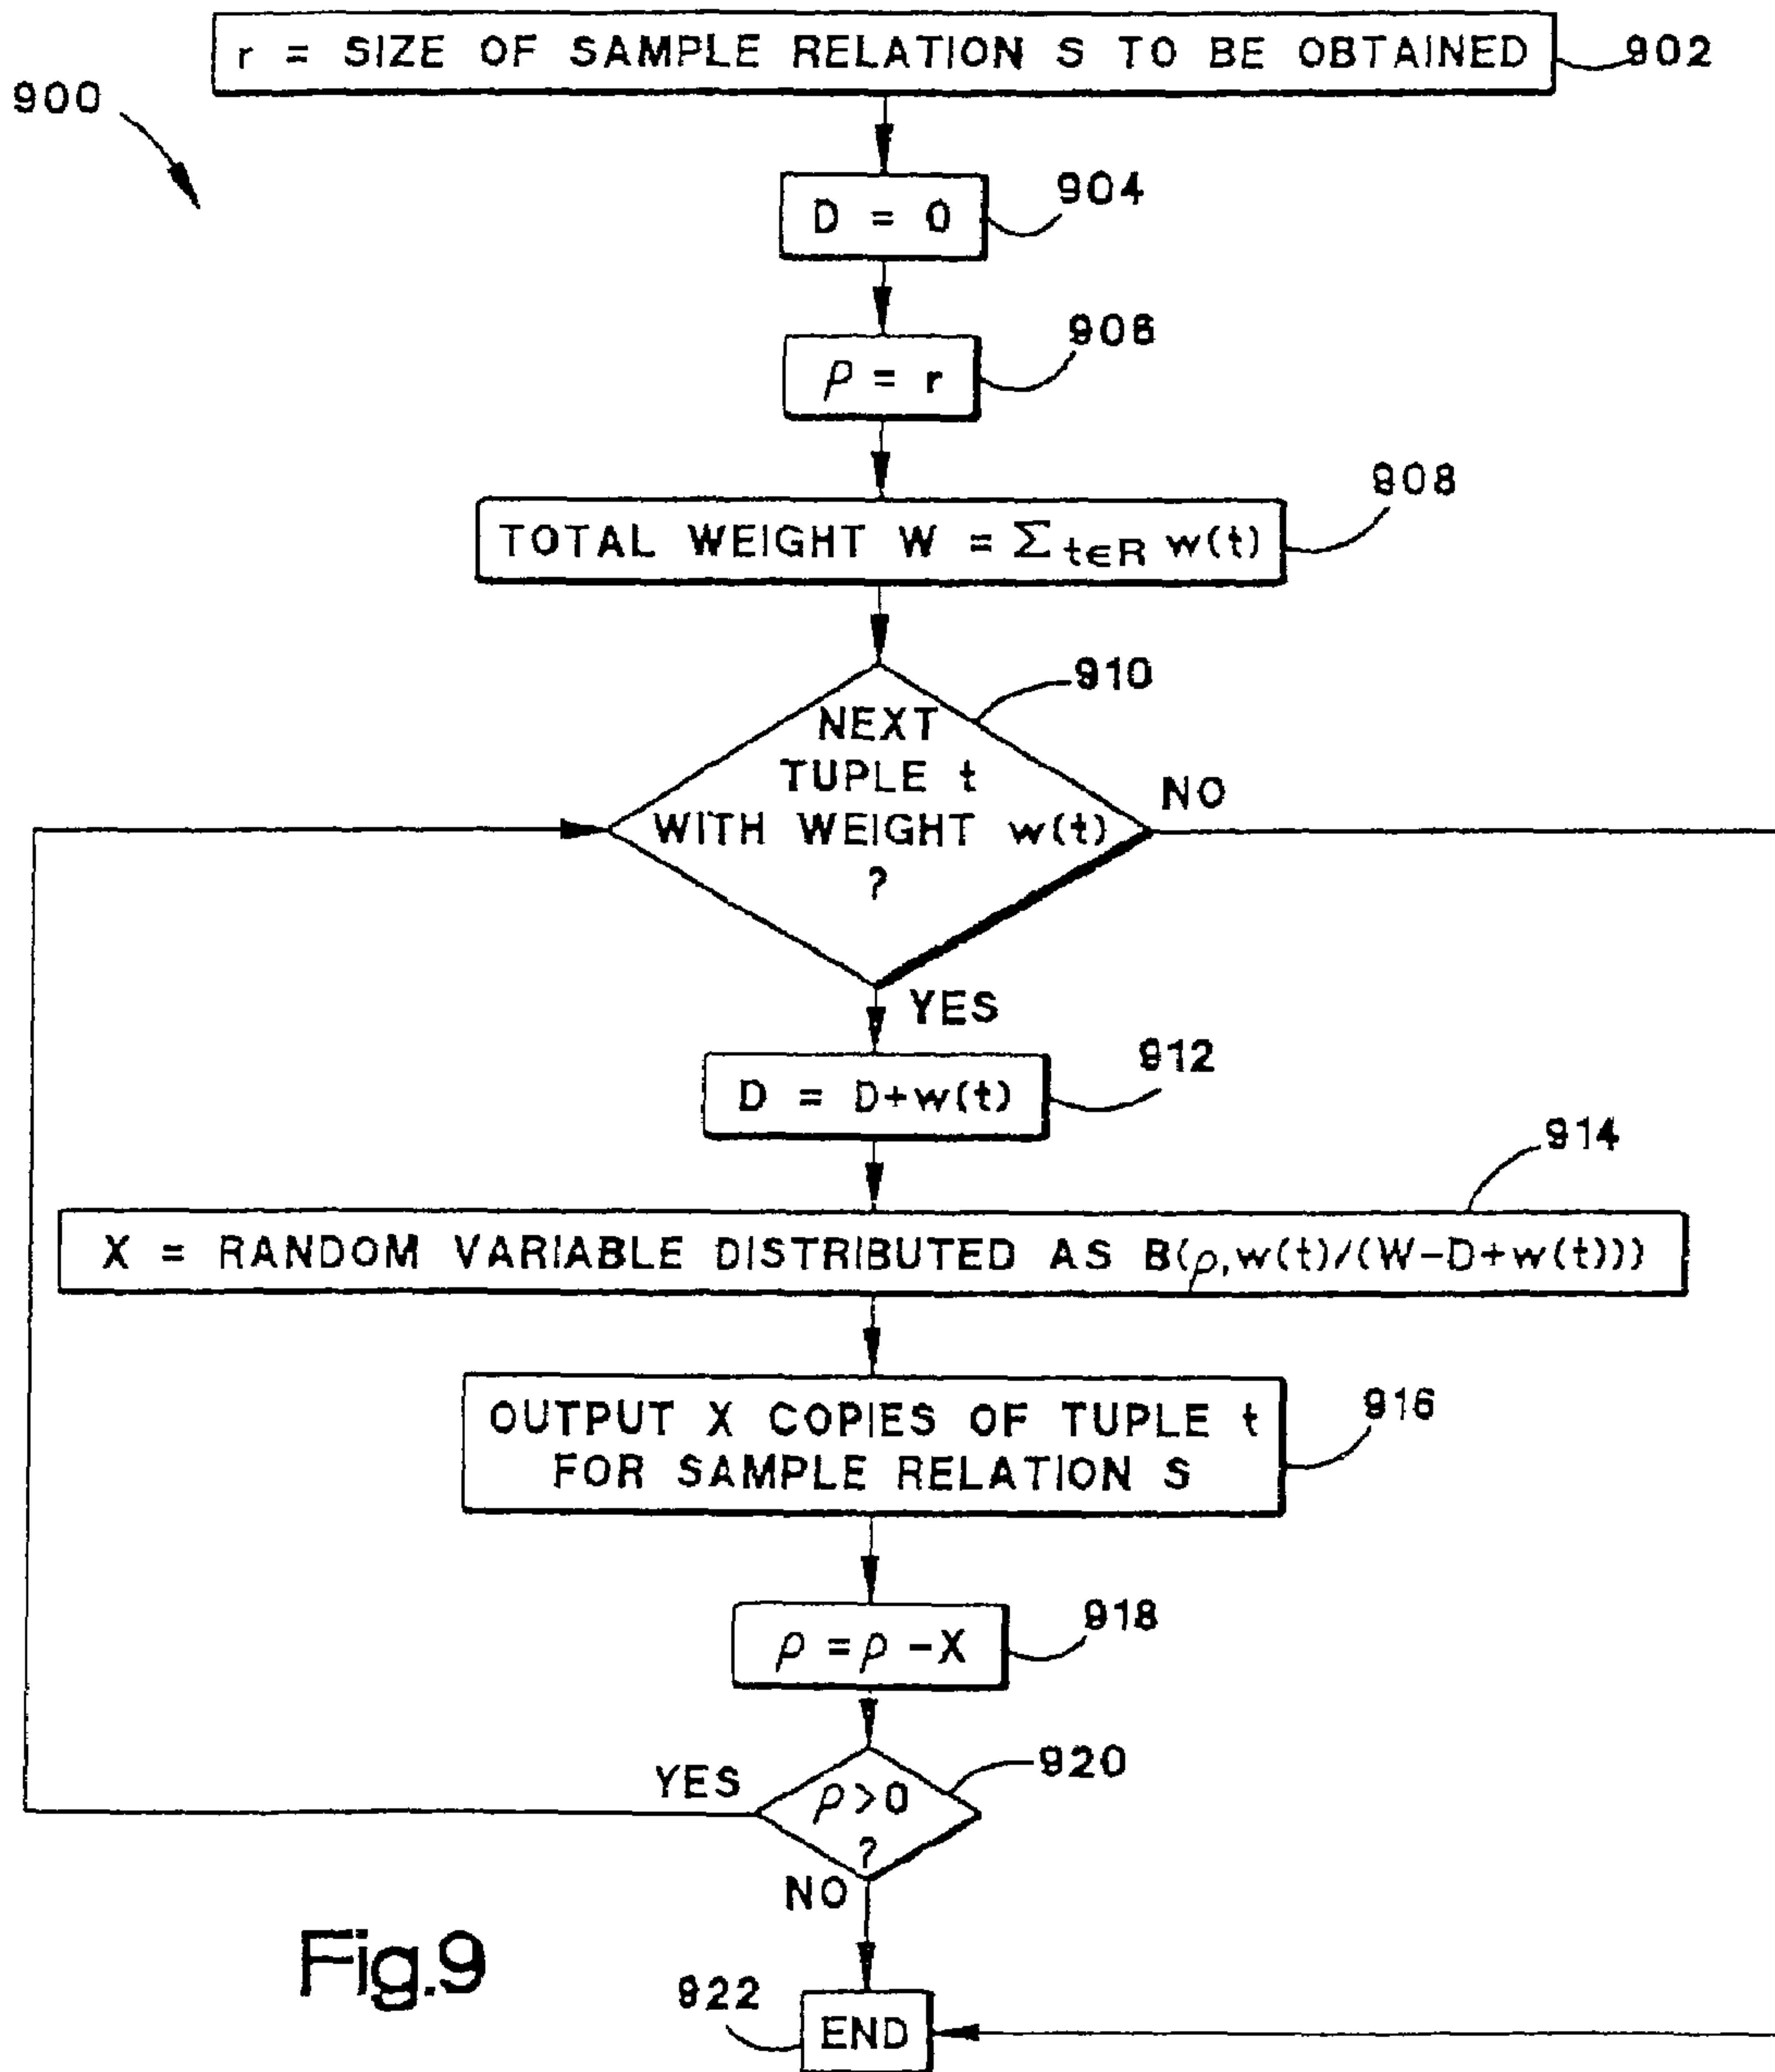 r = SIZE OF SAMPLE RELATION S TO BE OBTAINED
902
900
D = 0
904
ρ = r
906
TOTAL WEIGHT W = Σ t∈R w(t)
908
NEXT
TUPLE t
WITH WEIGHT w(t)
?
910
NO
YES
D = D+w(t)
912
X = RANDOM VARIABLE DISTRIBUTED AS B(ρ,w(t)/(W-D+w(t)))
914
OUTPUT X COPIES OF TUPLE t
FOR SAMPLE RELATION S
916
ρ = ρ - X
918
ρ>0
?
920
YES
NO
END
922
Fig.9